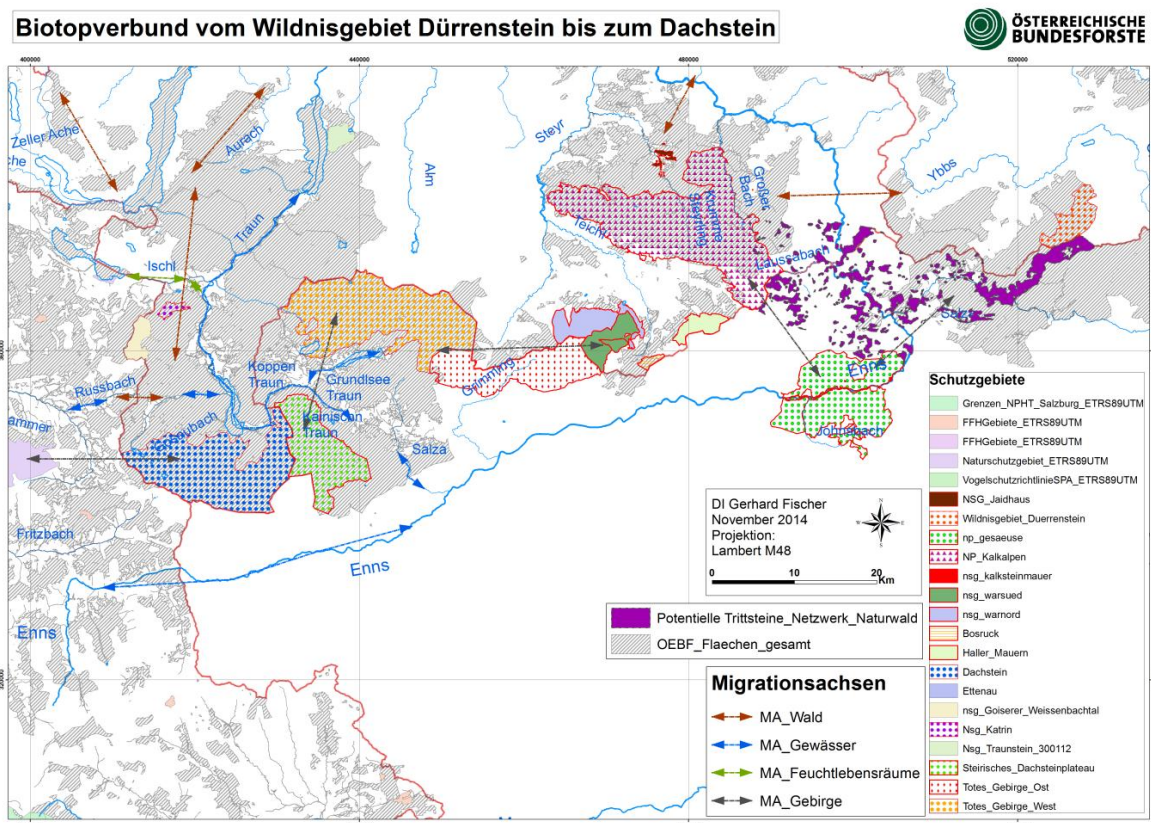 Biotopverbund vom Wildnisgebiet Dürrenstein bis zum Dachstein
ÖSTERREICHISCHE
BUNDESFORSTE
400000
440000
480000
520000
Zeller Ache
che
Aurach
Alm
Steyr
Großer
Bach
Krumme
Steyrling
Ybbs
Traun
Teichl
Laussabach
Ischl
Salza
Koppen
Traun
Grundlsee
Traun
Grimming
Enns
Russbach
ammer
Kainisch
Traun
Johnsbach
Salza
Fritzbach
Enns
Enns
DI Gerhard Fischer
November 2014
Projektion:
Lambert M48
N
0 10 20
Km
Potentielle Trittsteine_Netzwerk_Naturwald
OEBF_Flaechen_gesamt
Migrationsachsen
MA_Wald
MA_Gewässer
MA_Feuchtlebensräume
MA_Gebirge
Schutzgebiete
Grenzen_NPHT_Salzburg_ETRS89UTM
FFHGebiete_ETRS89UTM
FFHGebiete_ETRS89UTM
Naturschutzgebiet_ETRS89UTM
VogelschutzrichtlinieSPA_ETRS89UTM
NSG_Jaidhaus
Wildnisgebiet_Duerrenstein
np_gesaeuse
NP_Kalkalpen
nsg_kalksteinmauer
nsg_warsued
nsg_warnord
Bosruck
Haller_Mauern
Dachstein
Ettenau
nsg_Goiserer_Weissenbachtal
Nsg_Katrin
Nsg_Traunstein_300112
Steirisches_Dachsteinplateau
Totes_Gebirge_Ost
Totes_Gebirge_West